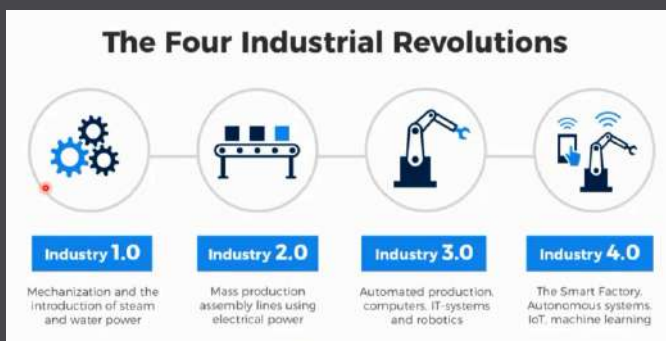 The Four Industrial Revolutions
Industry 1.0
Mechanization and the
introduction of steam
and water power
Industry 2.0
Mass production
assembly lines using
electrical power
Industry 3.0
Automated production,
computers, IT-systems
and robotics
Industry 4.0
The Smart Factory.
Autonomous systems.
IoT, machine learning